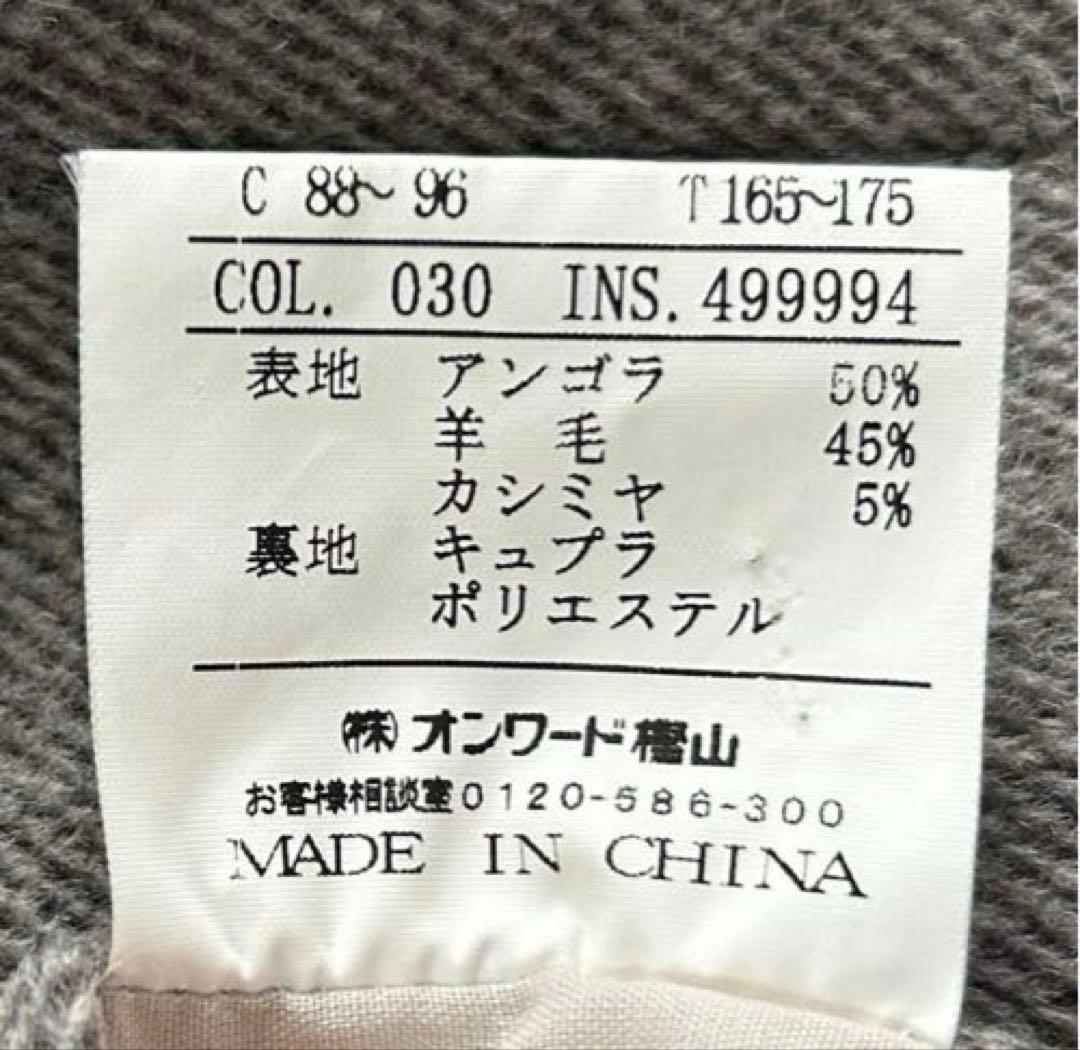 C 88~96 T165~175
COL. 030 INS. 499994
表地 アンゴラ 50%
羊毛 45%
カシミヤ 5%
裏地 キュプラ
ポリエステル
㈱オンワード樫山
お客様相談室0120-586-300
MADE IN CHINA